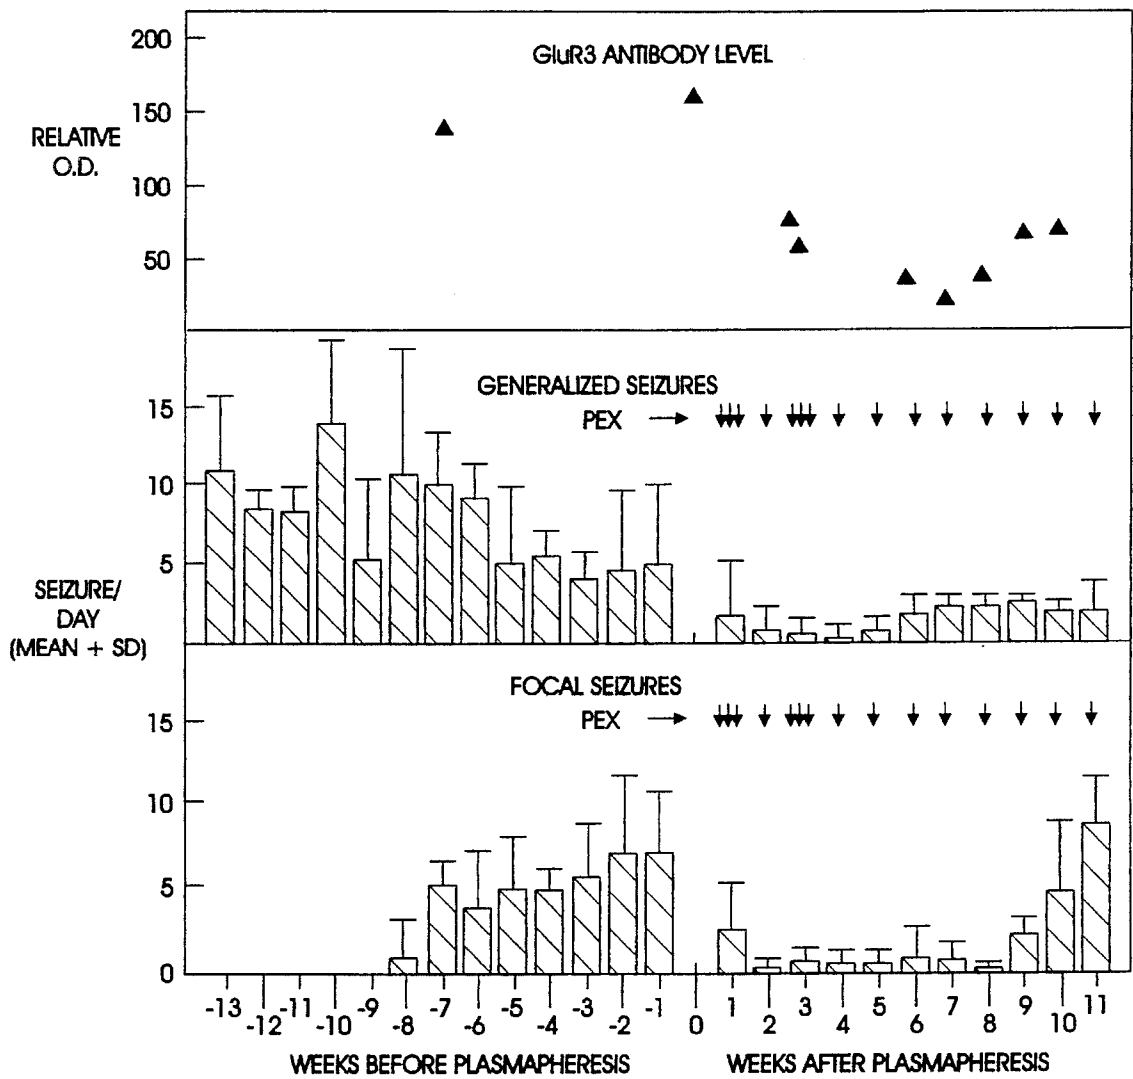 GluR3 ANTIBODY LEVEL
200
150
100
50
RELATIVE
O.D.
GENERALIZED SEIZURES
PEX
15
10
5
SEIZURE/
DAY
(MEAN + SD)
FOCAL SEIZURES
PEX
15
10
5
0
-13 -12 -11 -10 -9 -8 -7 -6 -5 -4 -3 -2 -1 0 1 2 3 4 5 6 7 8 9 10 11
WEEKS BEFORE PLASMAPHERESIS WEEKS AFTER PLASMAPHERESIS